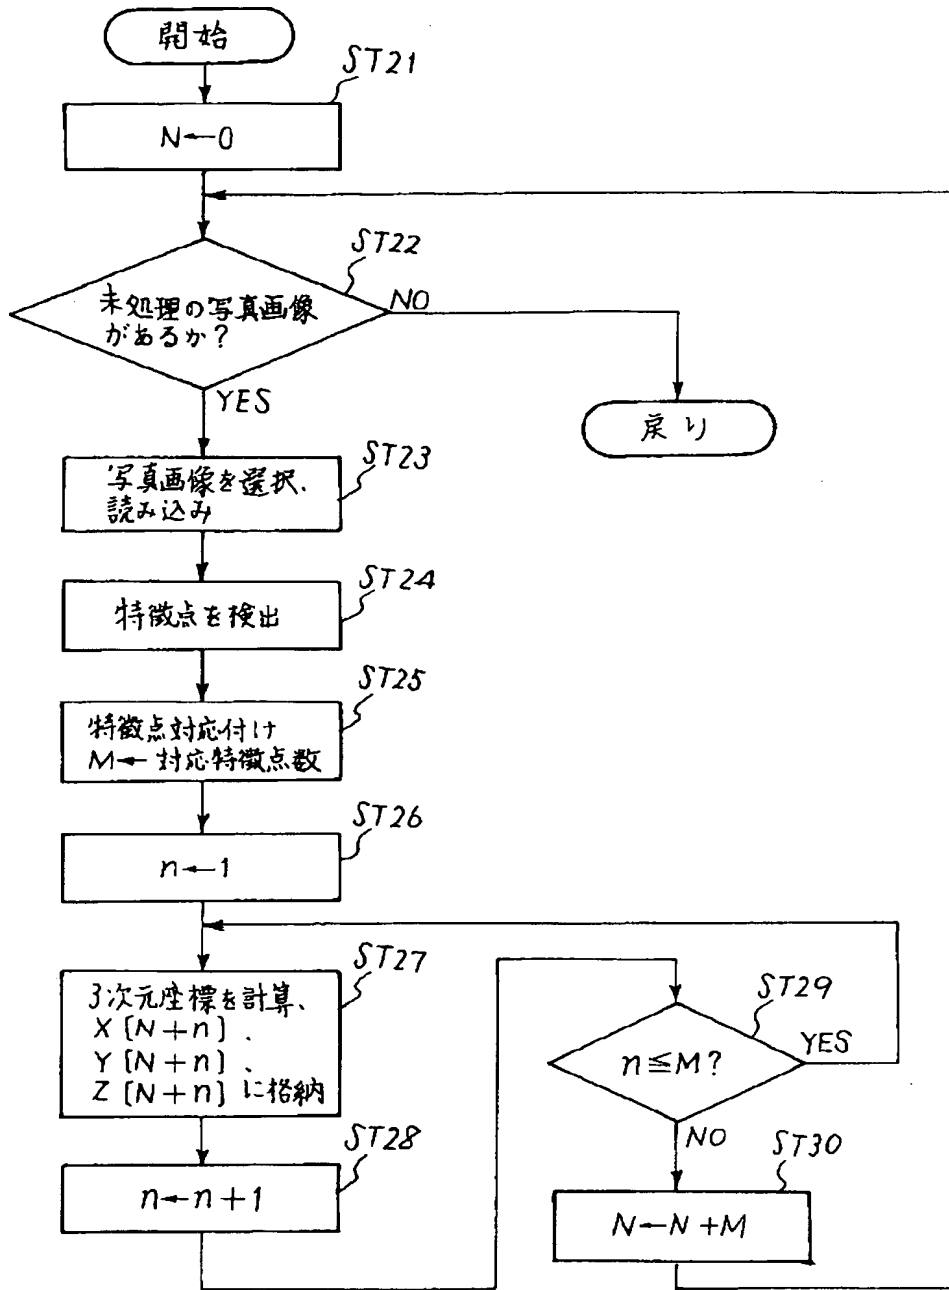 開始
ST21
N←0
ST22
未処理の写真画像
があるか?
NO
YES
戻り
ST23
写真画像を選択、
読み込み
ST24
特徴点を検出
ST25
特徴点対応付け
M←対応特徴点数
ST26
n←1
ST27
3次元座標を計算、
X[N+n]、
Y[N+n]、
Z[N+n]に格納
ST28
n←n+1
ST29
n≦M?
YES
NO
ST30
N←N+M